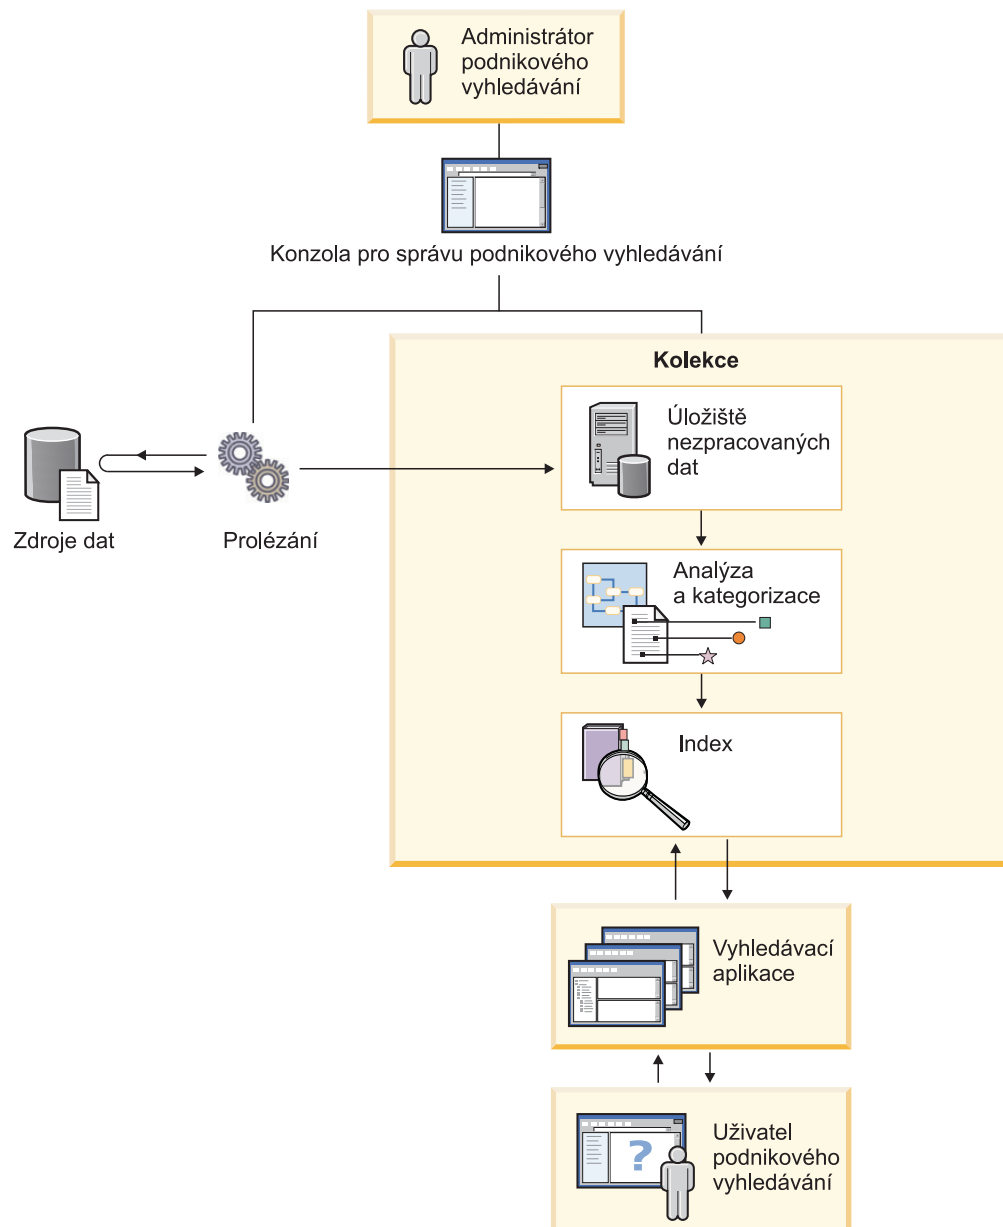 Administrátor
podnikového
vyhledávání
Konzola pro správu podnikového vyhledávání
Kolekce
Úložiště
nezpracovaných
dat
Zdroje dat
Prolézání
Analýza
a kategorizace
Index
Vyhledávací
aplikace
?
Uživatel
podnikového
vyhledávání